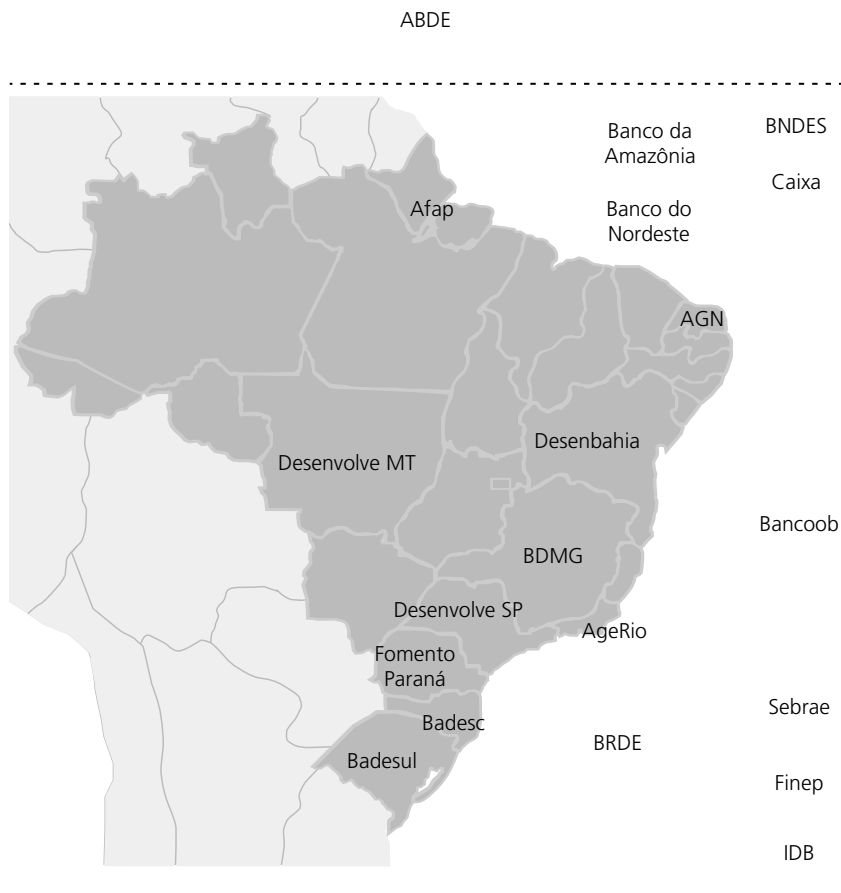 ABDE
Banco da
Amazônia
BNDES
Caixa
Afap
Banco do
Nordeste
AGN
Desenbahia
Desenvolve MT
Bancoob
BDMG
Desenvolve SP
AgeRio
Fomento
Paraná
Sebrae
Badesc
BRDE
Badesul
Finep
IDB